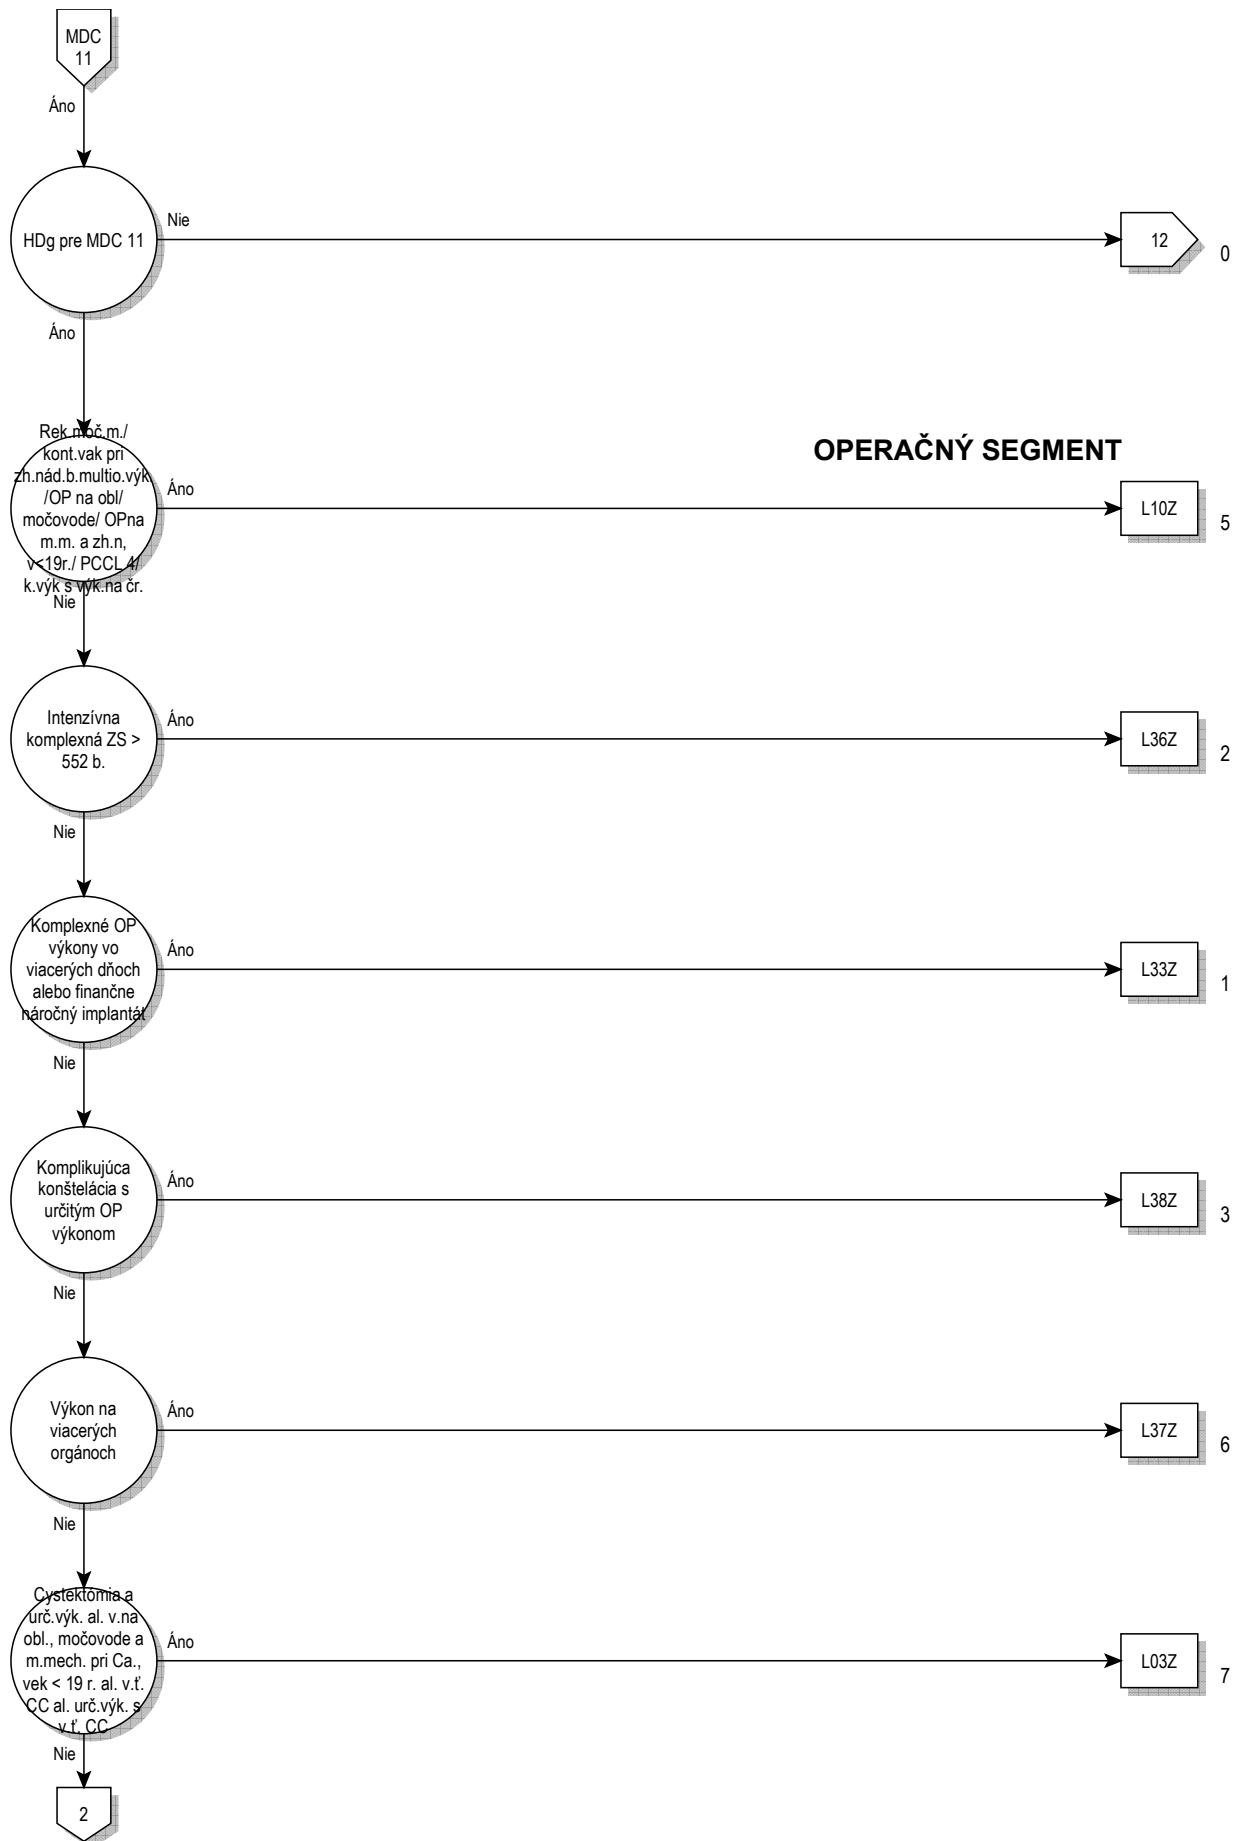 MDC
11
Áno
HDg pre MDC 11
Nie
12
0
Áno
OPERAČNÝ SEGMENT
Rek.moč.m./
kont.vak pri
zh.nád.b.multio.výk.
/OP na obl/
močovode/ OPna
m.m. a zh.n,
v<19r./ PCCL 4/
k.výk s výk.na čr.
Áno
L10Z
5
Nie
Intenzívna
komplexná ZS >
552 b.
Áno
L36Z
2
Nie
Komplexné OP
výkony vo
viacerých dňoch
alebo finančne
náročný implantát
Áno
L33Z
1
Nie
Komplikujúca
konštelácia s
určitým OP
výkonom
Áno
L38Z
3
Nie
Výkon na
viacerých
orgánoch
Áno
L37Z
6
Nie
Cystektómia a
urč.výk. al. v.na
obl., močovode a
m.mech. pri Ca.,
vek < 19 r. al. v.ť.
CC al. urč.výk. s
v.ť. CC
Áno
L03Z
7
Nie
2